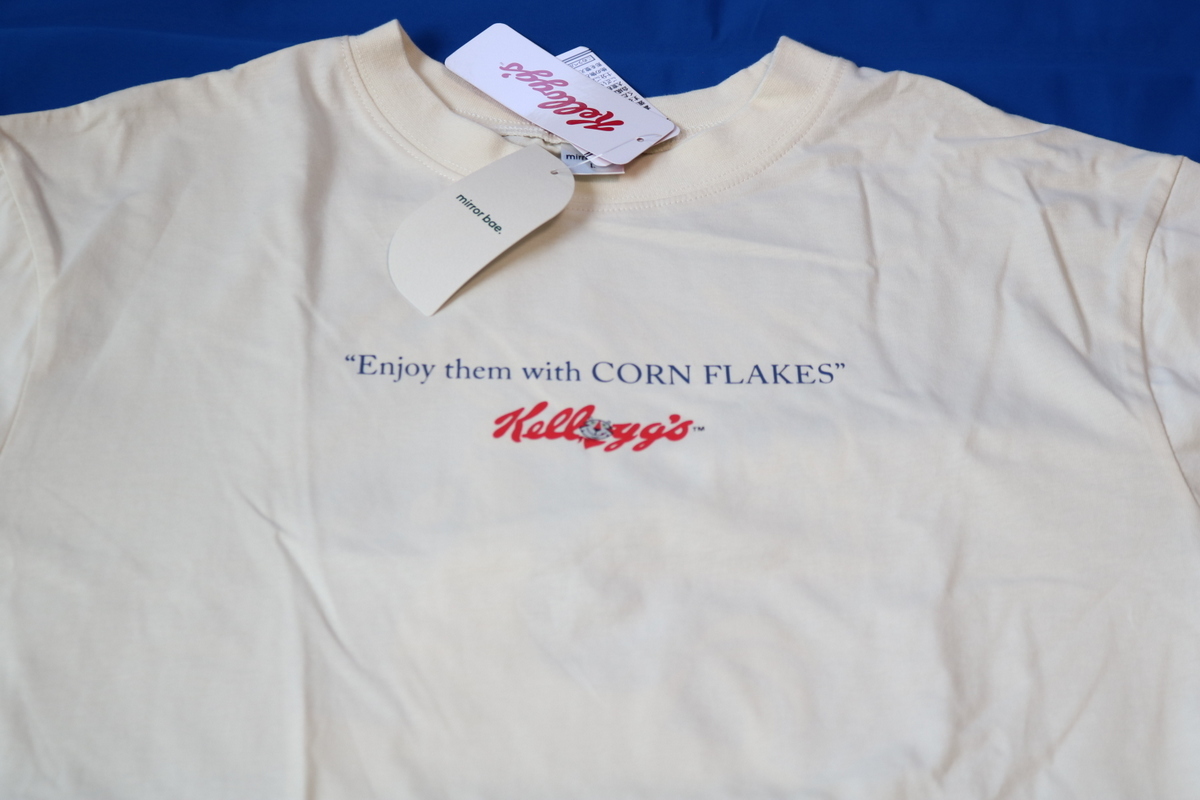 Kellogg's
mirror bae.
“Enjoy them with CORN FLAKES”
Kellogg's™